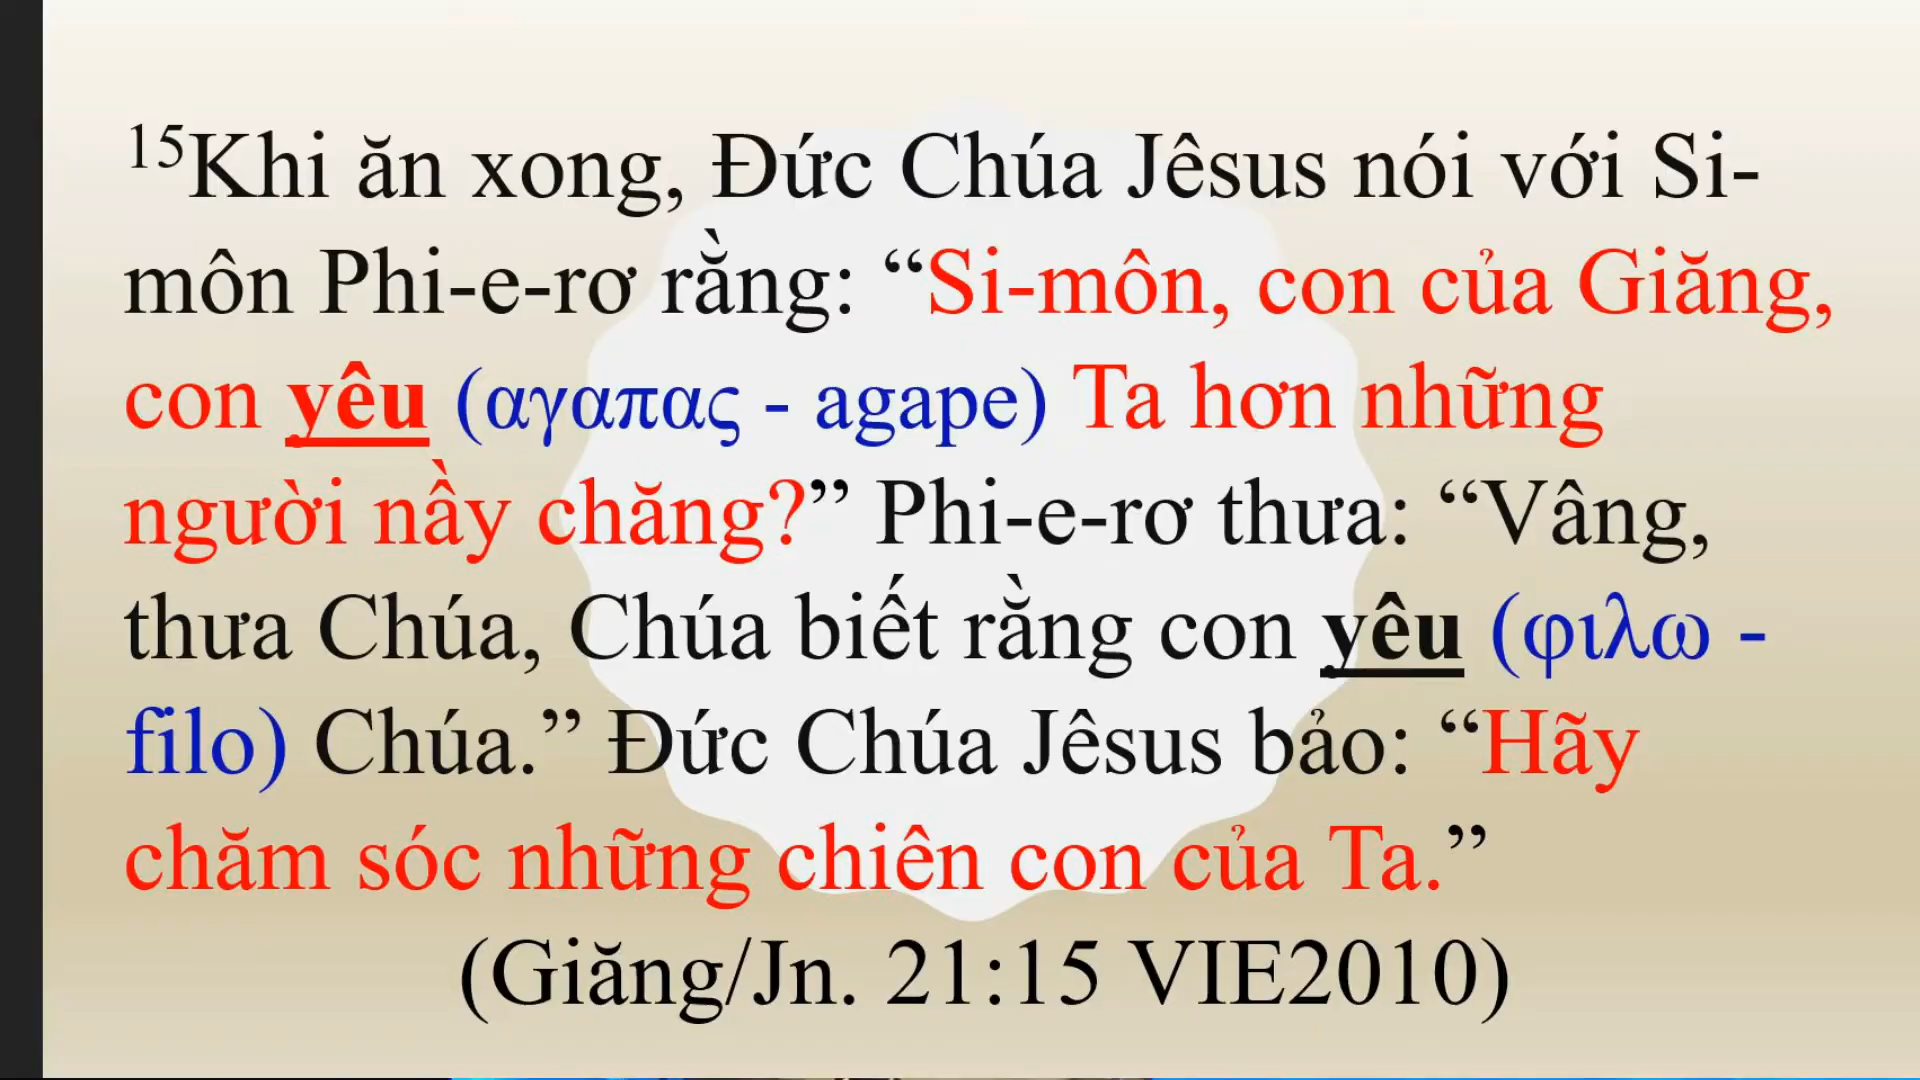 15Khi ăn xong, Đức Chúa Jêsus nói với Si-
môn Phi-e-rơ rằng: “Si-môn, con của Giăng,
con yêu (αγαπας - agape) Ta hơn những
người nầy chăng?” Phi-e-rơ thưa: “Vâng,
thưa Chúa, Chúa biết rằng con yêu (φιλω -
filo) Chúa.” Đức Chúa Jêsus bảo: “Hãy
chăm sóc những chiên con của Ta.”
(Giăng/Jn. 21:15 VIE2010)